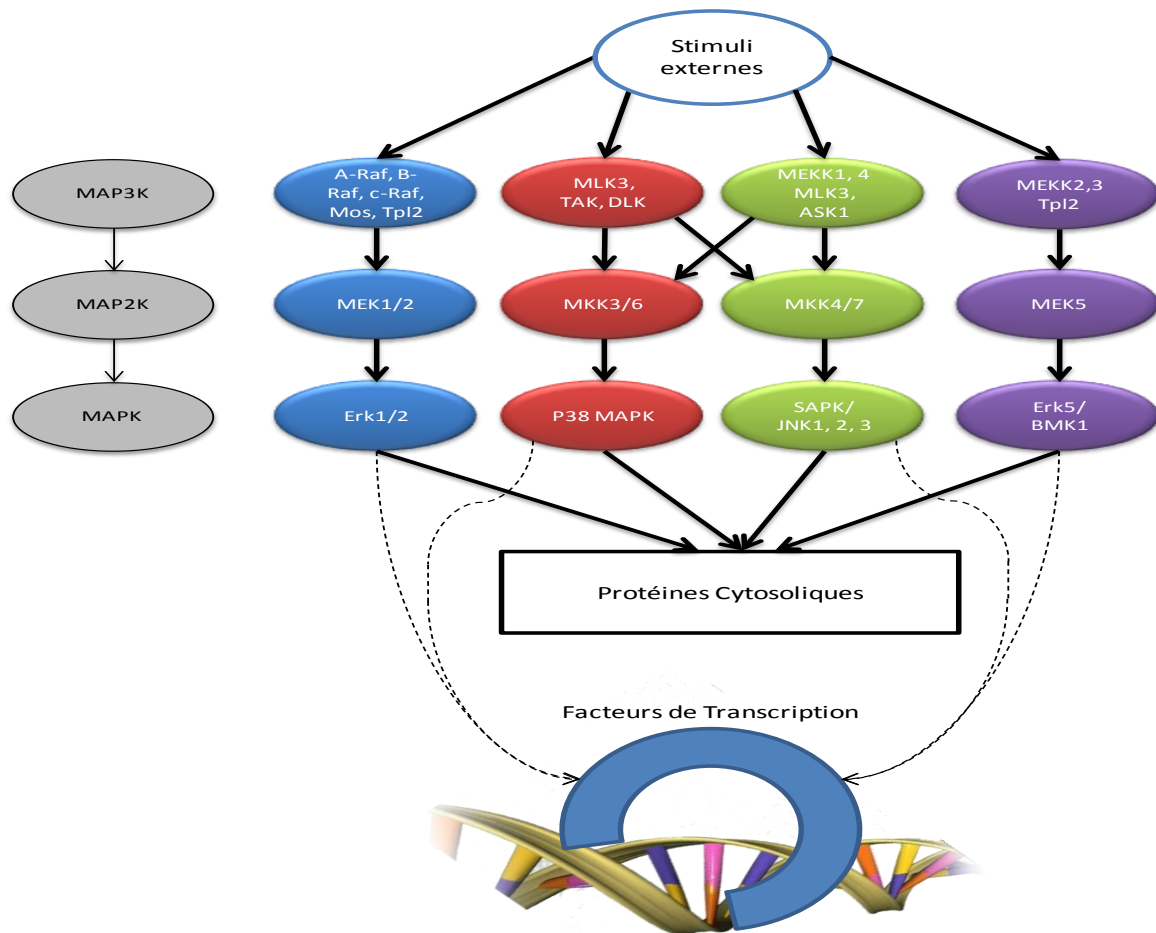 Stimuli
externes
MAP3K
A-Raf, B-
Raf, c-Raf,
Mos, Tpl2
MLK3,
TAK, DLK
MEKK1, 4
MLK3,
ASK1
MEKK2,3
Tpl2
MAP2K
MEK1/2
MKK3/6
MKK4/7
MEK5
MAPK
Erk1/2
P38 MAPK
SAPK/
JNK1, 2, 3
Erk5/
BMK1
Protéines Cytosoliques
Facteurs de Transcription